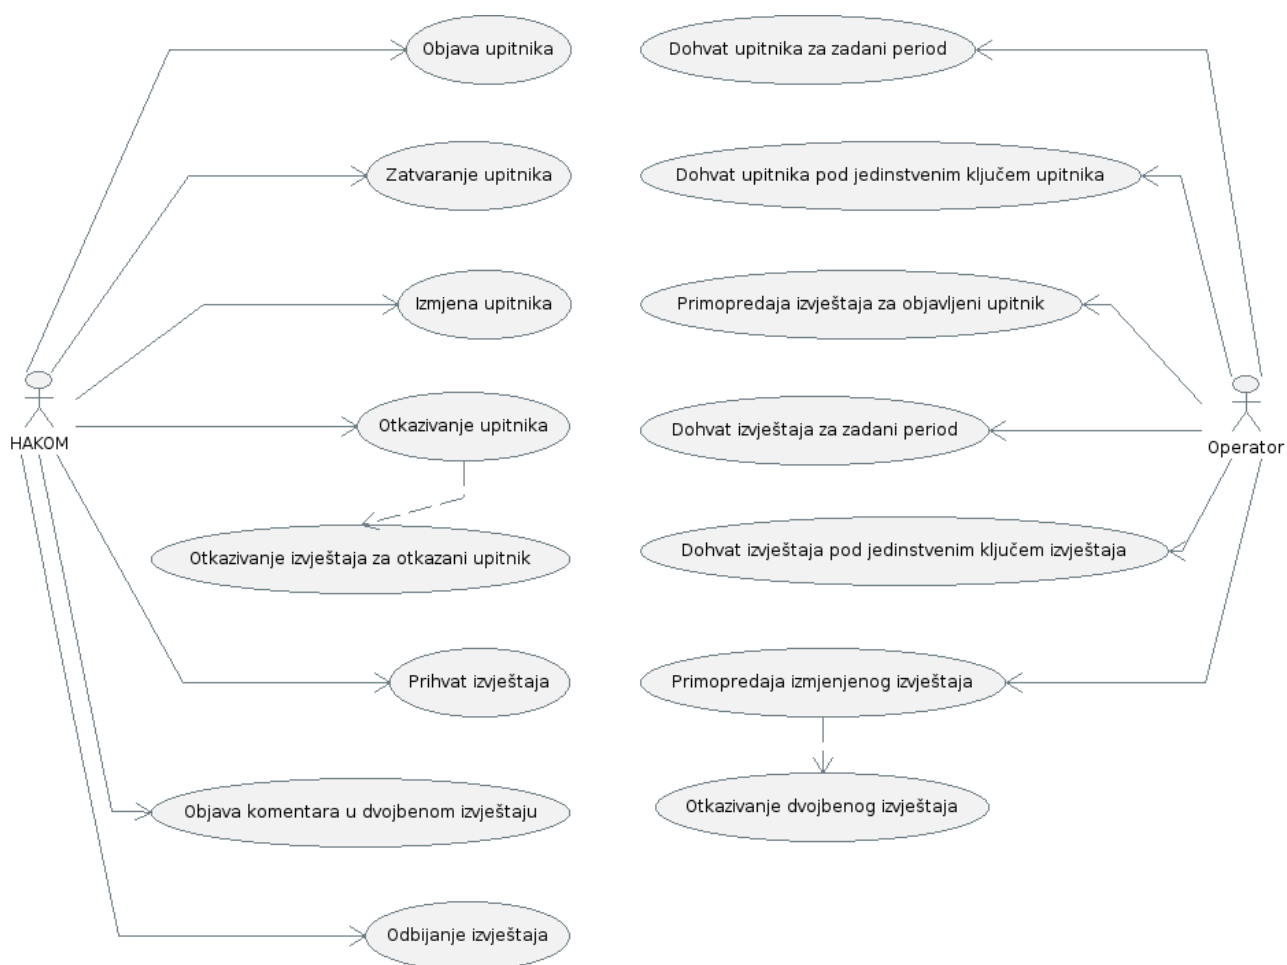 Objava upitnika
Dohvat upitnika za zadani period
Zatvaranje upitnika
Dohvat upitnika pod jedinstvenim ključem upitnika
Izmjena upitnika
Primopredaja izvještaja za objavljeni upitnik
Otkazivanje upitnika
Dohvat izvještaja za zadani period
HAKOM
Operator
Otkazivanje izvještaja za otkazani upitnik
Dohvat izvještaja pod jedinstvenim ključem izvještaja
Prihvat izvještaja
Primopredaja izmjenjenog izvještaja
Objava komentara u dvojbenom izvještaju
Otkazivanje dvojbenog izvještaja
Odbijanje izvještaja